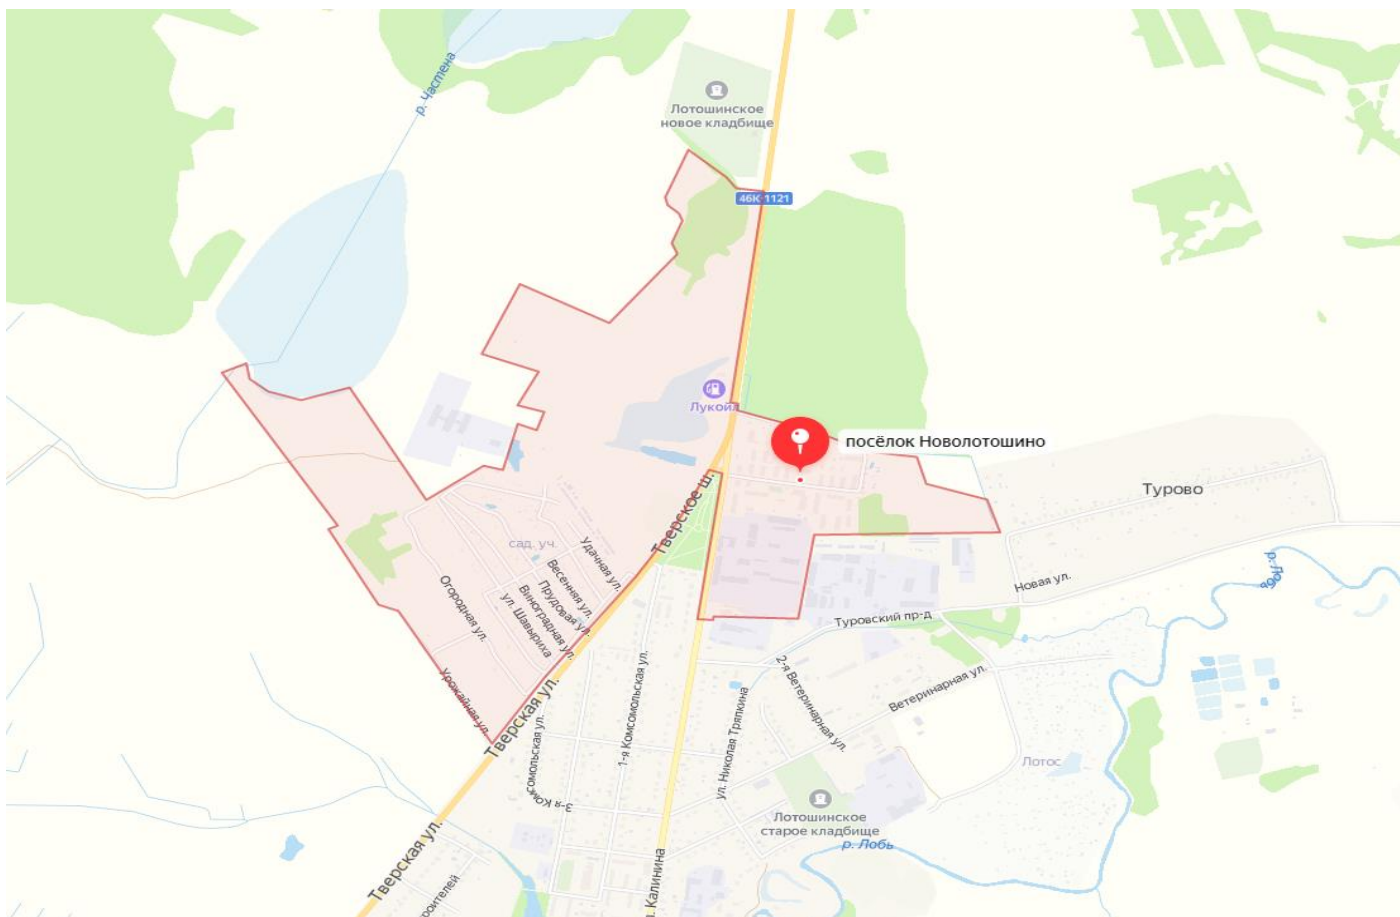 р. Частена
Лотошинское
новое кладбище
46К-1121
Лукойл
посёлок Новолотошино
Турово
Тверское ш.
сад. уч.
Удачная ул.
Весенняя ул.
Прудовая ул.
Виноградная ул.
ул. Шавыриха
Огородная ул.
Урожайная ул.
р. Лобь
Новая ул.
Туровский пр-д
2-я Ветеринарная ул.
Ветеринарная ул.
1-я Комсомольская ул.
3-я Комсомольская ул.
ул. Николая Тряпкина
Тверская ул.
Лотос
Лотошинское
старое кладбище
р. Лобь
Тверская ул.
Калинина